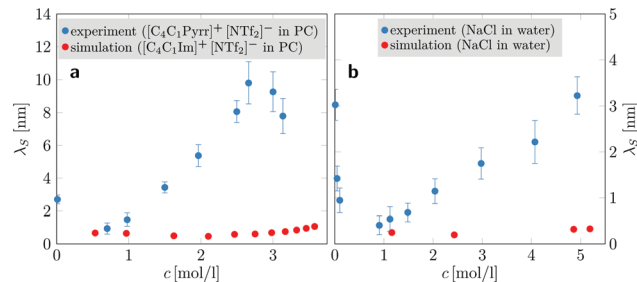 14
12
10
8
6
4
2
0
λS [nm]
experiment ([C4C1Pyrr]+[NTf2]− in PC)
simulation ([C4C1Im]+[NTf2]− in PC)
a
0
1
2
3
c [mol/l]
experiment (NaCl in water)
simulation (NaCl in water)
b
0
1
2
3
4
5
c [mol/l]
5
4
3
2
1
0
λS [nm]